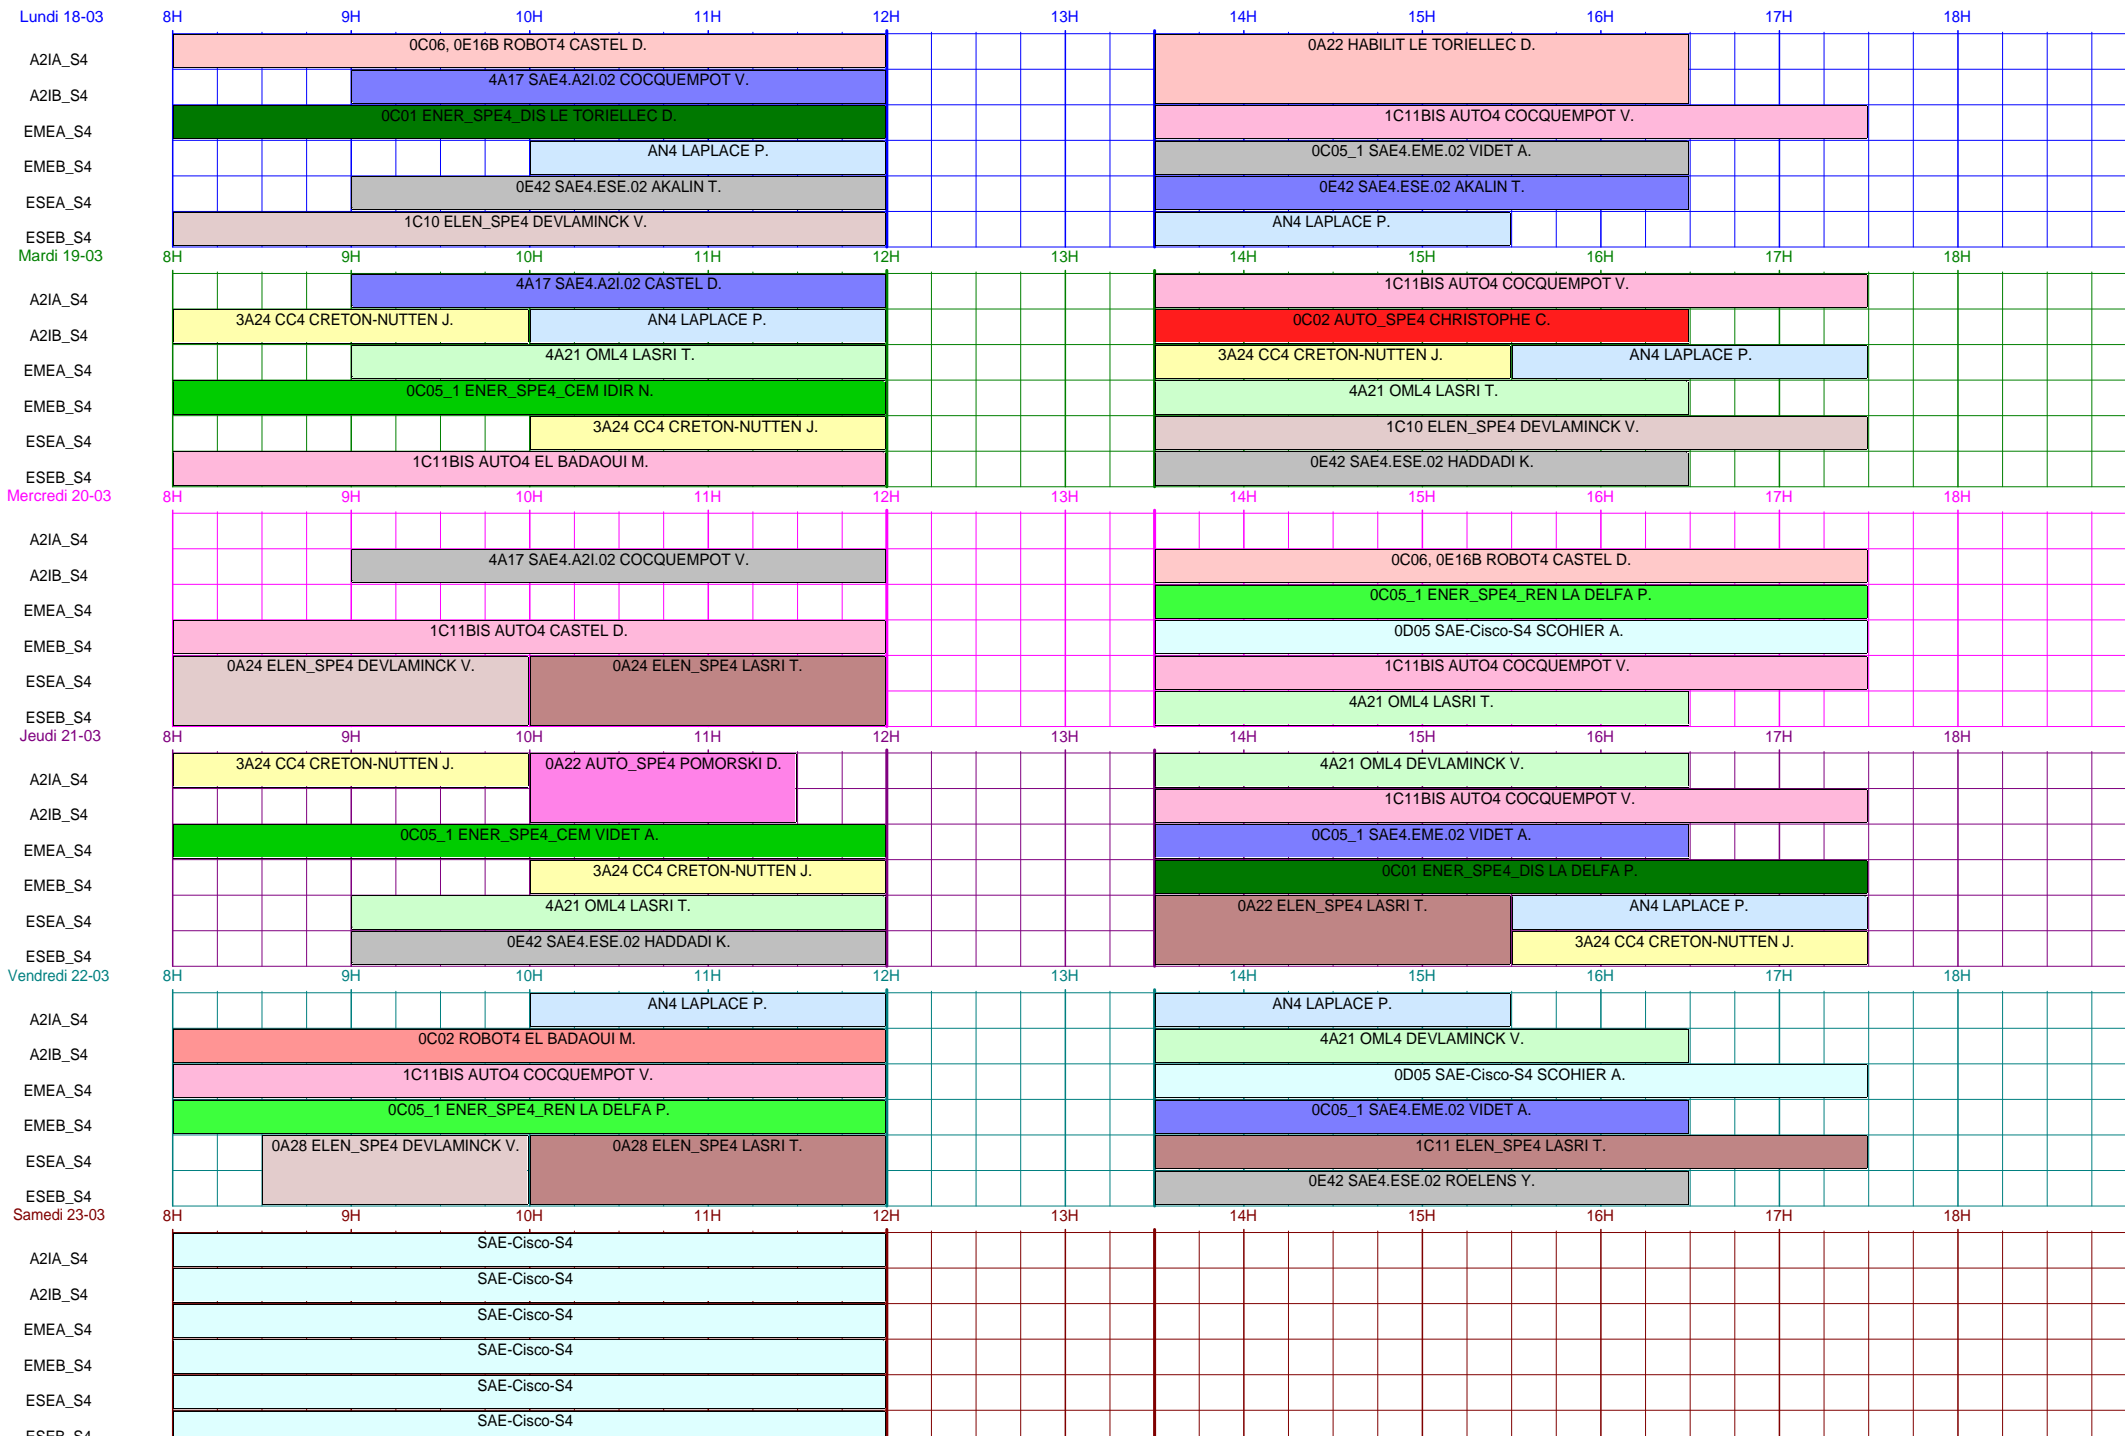 Lundi 18-03 8H 9H 10H 11H 12H 13H 14H 15H 16H 17H 18H
A2IA_S4 0C06, 0E16B ROBOT4 CASTEL D. 0A22 HABILIT LE TORIELLEC D.
A2IB_S4 4A17 SAE4.A2I.02 COCQUEMPOT V.
EMEA_S4 0C01 ENER_SPE4_DIS LE TORIELLEC D. 1C11BIS AUTO4 COCQUEMPOT V.
EMEB_S4 AN4 LAPLACE P. 0C05_1 SAE4.EME.02 VIDET A.
ESEA_S4 0E42 SAE4.ESE.02 AKALIN T. 0E42 SAE4.ESE.02 AKALIN T.
ESEB_S4 1C10 ELEN_SPE4 DEVLAMINCK V. AN4 LAPLACE P.
Mardi 19-03 8H 9H 10H 11H 12H 13H 14H 15H 16H 17H 18H
A2IA_S4 4A17 SAE4.A2I.02 CASTEL D. 1C11BIS AUTO4 COCQUEMPOT V.
A2IB_S4 3A24 CC4 CRETON-NUTTEN J. AN4 LAPLACE P. 0C02 AUTO_SPE4 CHRISTOPHE C.
EMEA_S4 4A21 OML4 LASRI T. 3A24 CC4 CRETON-NUTTEN J. AN4 LAPLACE P.
EMEB_S4 0C05_1 ENER_SPE4_CEM IDIR N. 4A21 OML4 LASRI T.
ESEA_S4 3A24 CC4 CRETON-NUTTEN J. 1C10 ELEN_SPE4 DEVLAMINCK V.
ESEB_S4 1C11BIS AUTO4 EL BADAOUI M. 0E42 SAE4.ESE.02 HADDADI K.
Mercredi 20-03 8H 9H 10H 11H 12H 13H 14H 15H 16H 17H 18H
A2IA_S4
A2IB_S4 4A17 SAE4.A2I.02 COCQUEMPOT V. 0C06, 0E16B ROBOT4 CASTEL D.
EMEA_S4 0C05_1 ENER_SPE4_REN LA DELFA P.
EMEB_S4 1C11BIS AUTO4 CASTEL D. 0D05 SAE-Cisco-S4 SCOHIER A.
ESEA_S4 0A24 ELEN_SPE4 DEVLAMINCK V. 0A24 ELEN_SPE4 LASRI T. 1C11BIS AUTO4 COCQUEMPOT V.
ESEB_S4 4A21 OML4 LASRI T.
Jeudi 21-03 8H 9H 10H 11H 12H 13H 14H 15H 16H 17H 18H
A2IA_S4 3A24 CC4 CRETON-NUTTEN J. 0A22 AUTO_SPE4 POMORSKI D. 4A21 OML4 DEVLAMINCK V.
A2IB_S4 1C11BIS AUTO4 COCQUEMPOT V.
EMEA_S4 0C05_1 ENER_SPE4_CEM VIDET A. 0C05_1 SAE4.EME.02 VIDET A.
EMEB_S4 3A24 CC4 CRETON-NUTTEN J. 0C01 ENER_SPE4_DIS LA DELFA P.
ESEA_S4 4A21 OML4 LASRI T. 0A22 ELEN_SPE4 LASRI T. AN4 LAPLACE P.
ESEB_S4 0E42 SAE4.ESE.02 HADDADI K. 3A24 CC4 CRETON-NUTTEN J.
Vendredi 22-03 8H 9H 10H 11H 12H 13H 14H 15H 16H 17H 18H
A2IA_S4 AN4 LAPLACE P. AN4 LAPLACE P.
A2IB_S4 0C02 ROBOT4 EL BADAOUI M. 4A21 OML4 DEVLAMINCK V.
EMEA_S4 1C11BIS AUTO4 COCQUEMPOT V. 0D05 SAE-Cisco-S4 SCOHIER A.
EMEB_S4 0C05_1 ENER_SPE4_REN LA DELFA P. 0C05_1 SAE4.EME.02 VIDET A.
ESEA_S4 0A28 ELEN_SPE4 DEVLAMINCK V. 0A28 ELEN_SPE4 LASRI T. 1C11 ELEN_SPE4 LASRI T.
ESEB_S4 0E42 SAE4.ESE.02 ROELENS Y.
Samedi 23-03 8H 9H 10H 11H 12H 13H 14H 15H 16H 17H 18H
A2IA_S4 SAE-Cisco-S4
A2IB_S4 SAE-Cisco-S4
EMEA_S4 SAE-Cisco-S4
EMEB_S4 SAE-Cisco-S4
ESEA_S4 SAE-Cisco-S4
ESEB_S4 SAE-Cisco-S4